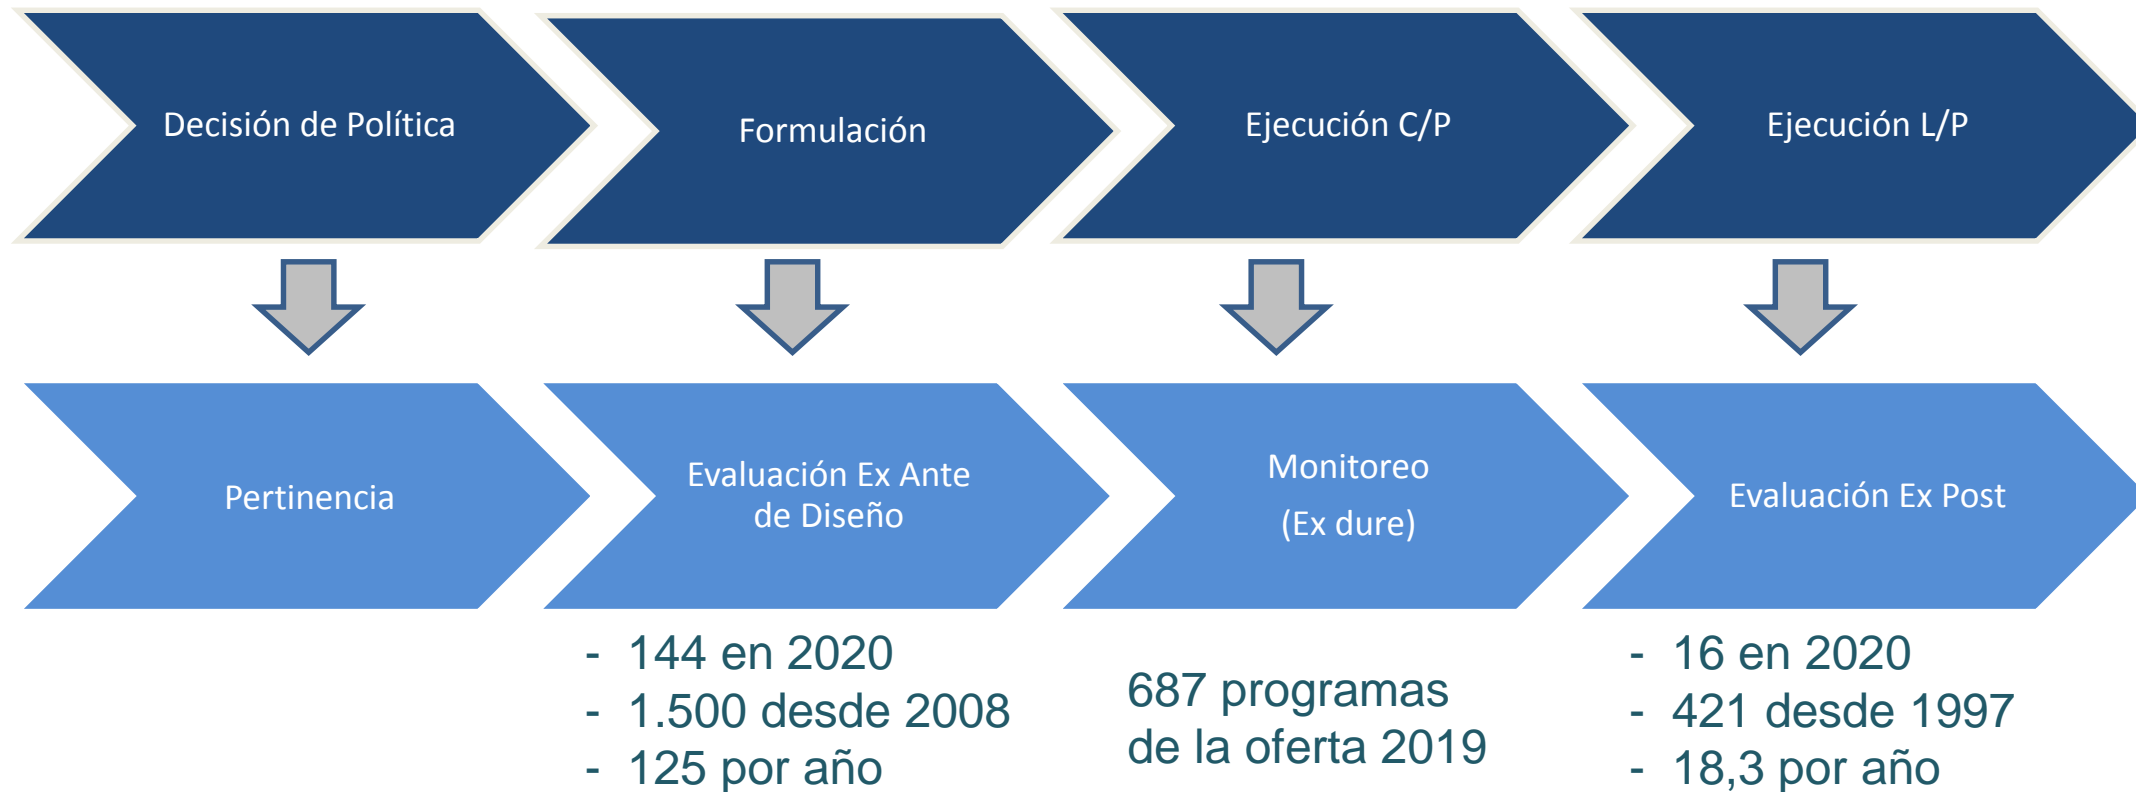 Decisión de Política
Formulación
Ejecución C/P
Ejecución L/P
Pertinencia
Evaluación Ex Ante
de Diseño
Monitoreo
(Ex dure)
Evaluación Ex Post
- 144 en 2020
- 1.500 desde 2008
- 125 por año
687 programas
de la oferta 2019
- 16 en 2020
- 421 desde 1997
- 18,3 por año